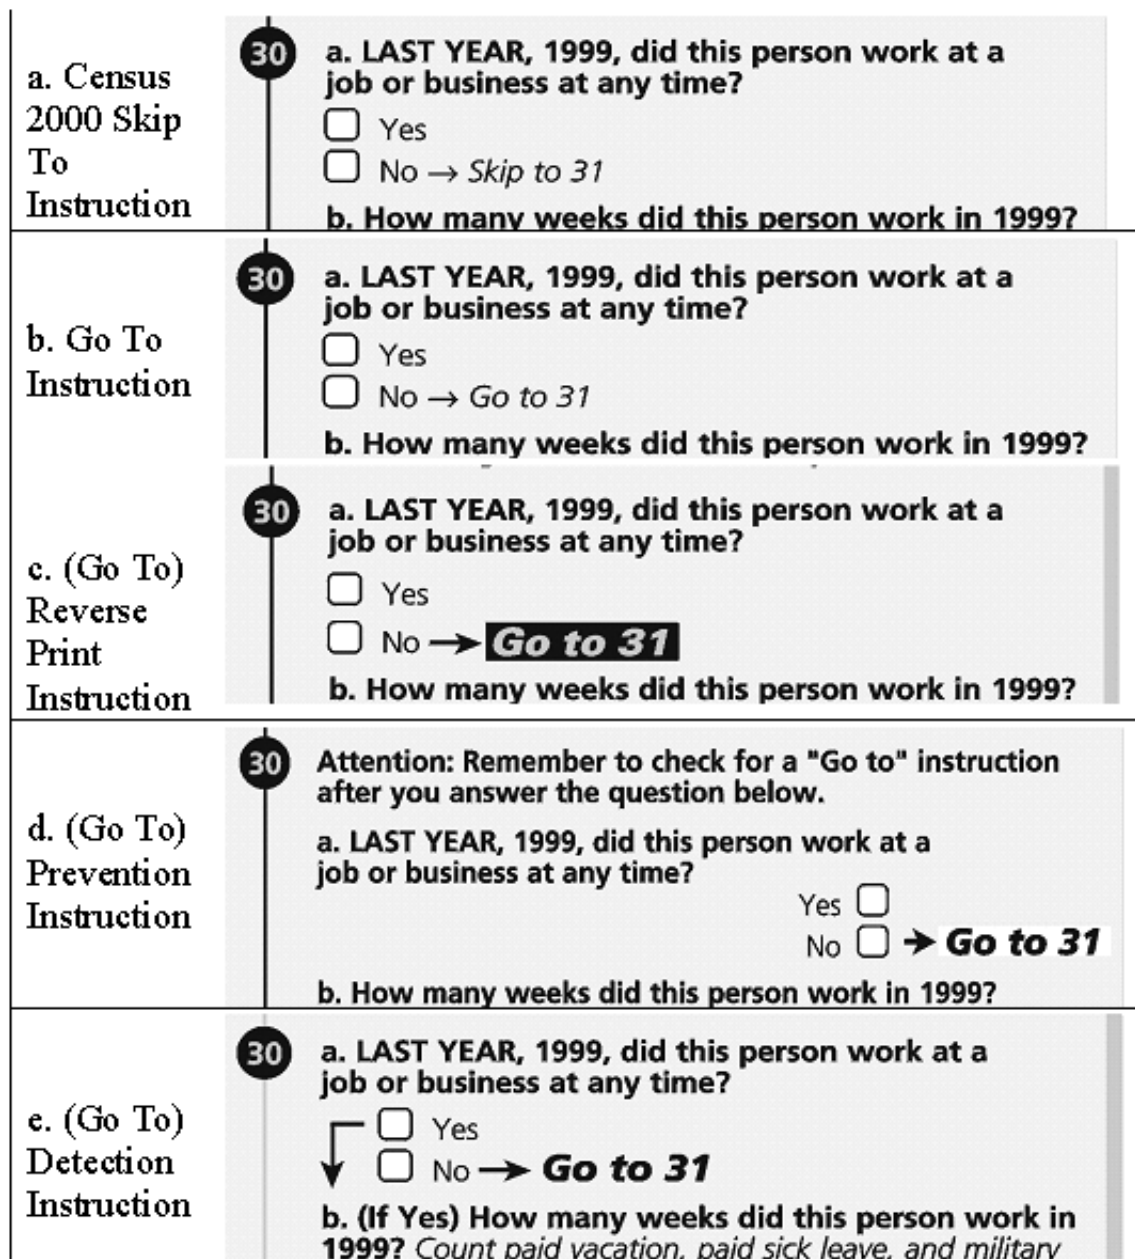 a. Census
2000 Skip
To
Instruction
30
a. LAST YEAR, 1999, did this person work at a
job or business at any time?
Yes
No → Skip to 31
b. How many weeks did this person work in 1999?
b. Go To
Instruction
30
a. LAST YEAR, 1999, did this person work at a
job or business at any time?
Yes
No → Go to 31
b. How many weeks did this person work in 1999?
c. (Go To)
Reverse
Print
Instruction
30
a. LAST YEAR, 1999, did this person work at a
job or business at any time?
Yes
No → Go to 31
b. How many weeks did this person work in 1999?
d. (Go To)
Prevention
Instruction
30
Attention: Remember to check for a "Go to" instruction
after you answer the question below.
a. LAST YEAR, 1999, did this person work at a
job or business at any time?
Yes
No → Go to 31
b. How many weeks did this person work in 1999?
e. (Go To)
Detection
Instruction
30
a. LAST YEAR, 1999, did this person work at a
job or business at any time?
Yes
No → Go to 31
b. (If Yes) How many weeks did this person work in
1999? Count paid vacation, paid sick leave, and military